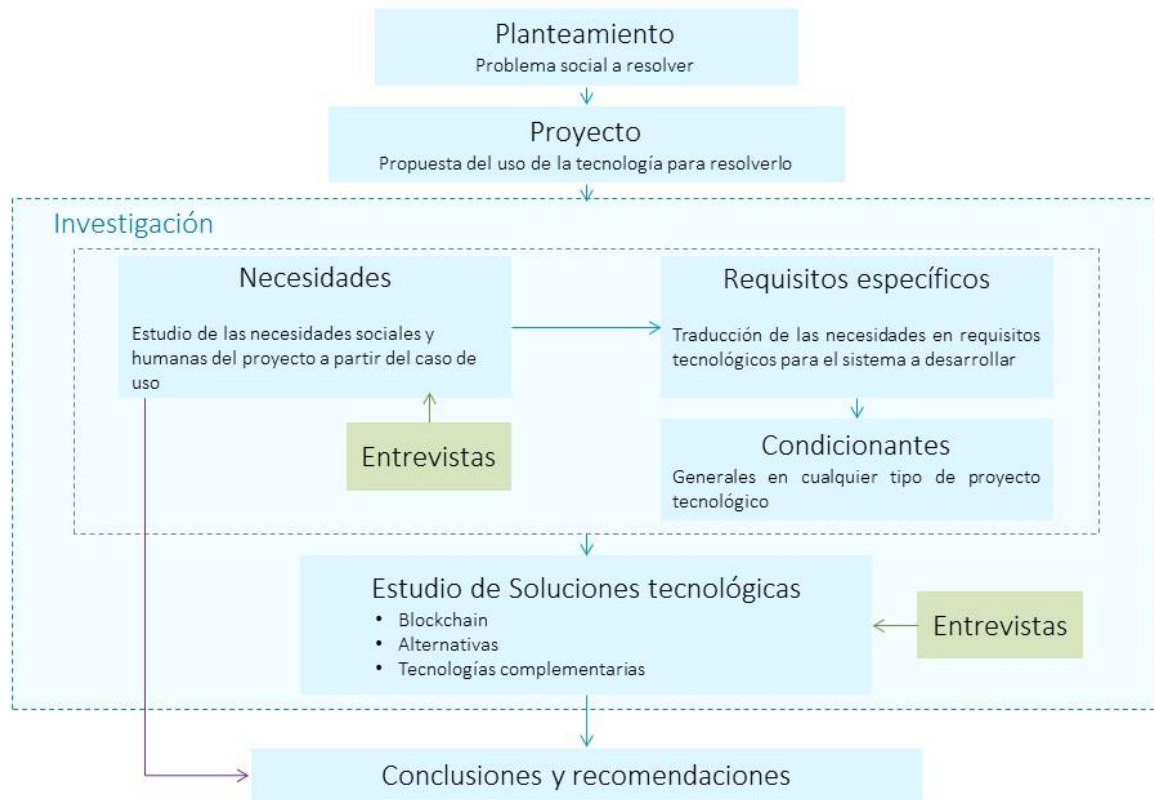 Planteamiento
Problema social a resolver
Proyecto
Propuesta del uso de la tecnología para resolverlo
Investigación
Necesidades
Estudio de las necesidades sociales y
humanas del proyecto a partir del caso de
uso
Requisitos específicos
Traducción de las necesidades en requisitos
tecnológicos para el sistema a desarrollar
Entrevistas
Condicionantes
Generales en cualquier tipo de proyecto
tecnológico
Estudio de Soluciones tecnológicas
• Blockchain
• Alternativas
• Tecnologías complementarias
Entrevistas
Conclusiones y recomendaciones